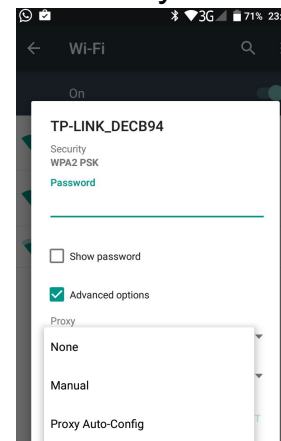 3G 71% 23:
Wi-Fi
On
TP-LINK_DECB94
Security
WPA2 PSK
Password
Show password
Advanced options
Proxy
None
Manual
Proxy Auto-Config
T